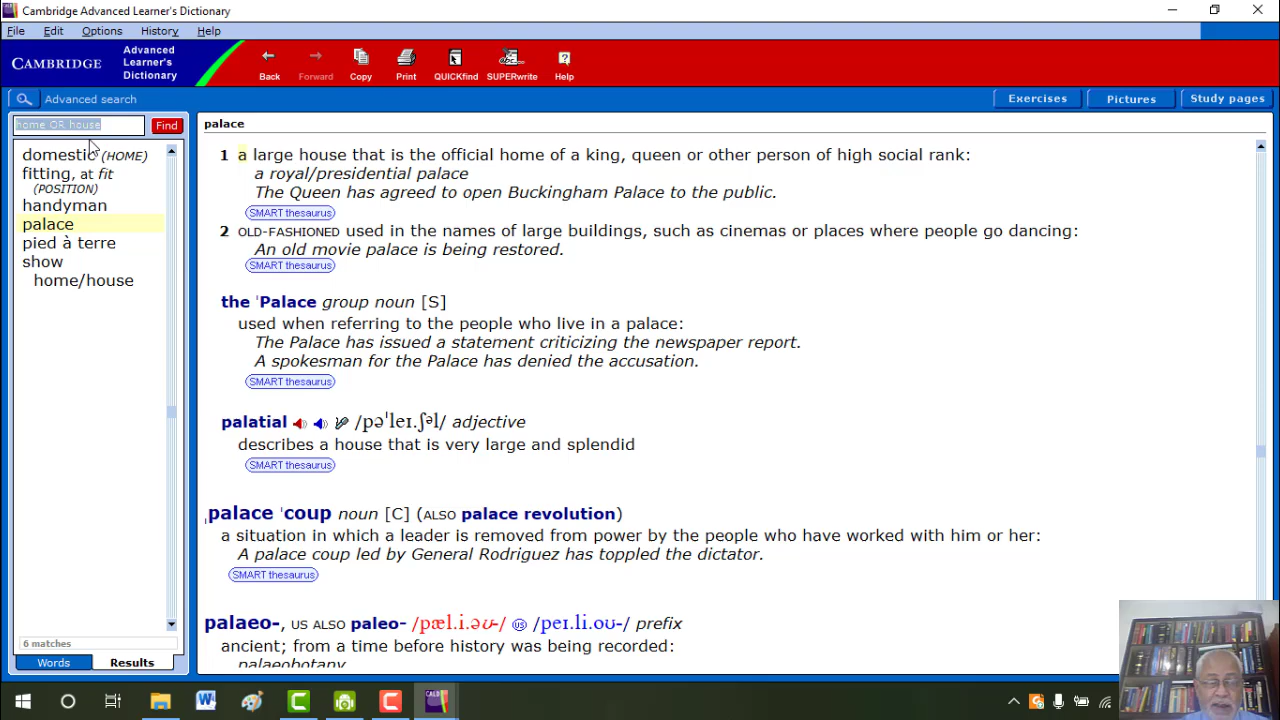 Cambridge Advanced Learner's Dictionary
File Edit Options History Help
CAMBRIDGE Advanced Learner's Dictionary
Back Forward Copy Print QUICKfind SUPERwrite Help
Advanced search Exercises Pictures Study pages
home OR house Find
domestic (HOME)
fitting, at fit
(POSITION)
handyman
palace
pied à terre
show
home/house
6 matches
Words Results
palace
1 a large house that is the official home of a king, queen or other person of high social rank:
a royal/presidential palace
The Queen has agreed to open Buckingham Palace to the public.
SMART thesaurus
2 OLD-FASHIONED used in the names of large buildings, such as cinemas or places where people go dancing:
An old movie palace is being restored.
SMART thesaurus
the ˈPalace group noun [S]
used when referring to the people who live in a palace:
The Palace has issued a statement criticizing the newspaper report.
A spokesman for the Palace has denied the accusation.
SMART thesaurus
palatial /pəˈleɪ.ʃəl/ adjective
describes a house that is very large and splendid
SMART thesaurus
ˌpalace ˈcoup noun [C] (ALSO palace revolution)
a situation in which a leader is removed from power by the people who have worked with him or her:
A palace coup led by General Rodriguez has toppled the dictator.
SMART thesaurus
palaeo-, US ALSO paleo- /pæl.i.əʊ-/ US /peɪ.li.oʊ-/ prefix
ancient; from a time before history was being recorded:
palaeobotany
CALD3